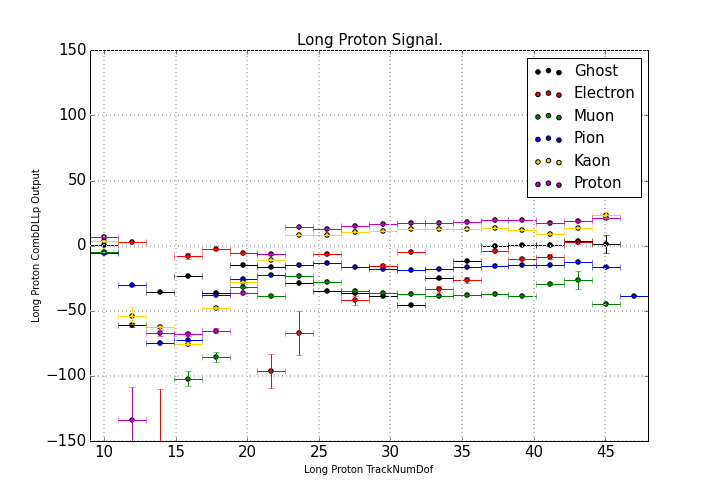 Long Proton Signal.
150
100
50
0
−50
−100
−150
10
15
20
25
30
35
40
45
Long Proton CombDLLp Output
Long Proton TrackNumDof
Ghost
Electron
Muon
Pion
Kaon
Proton